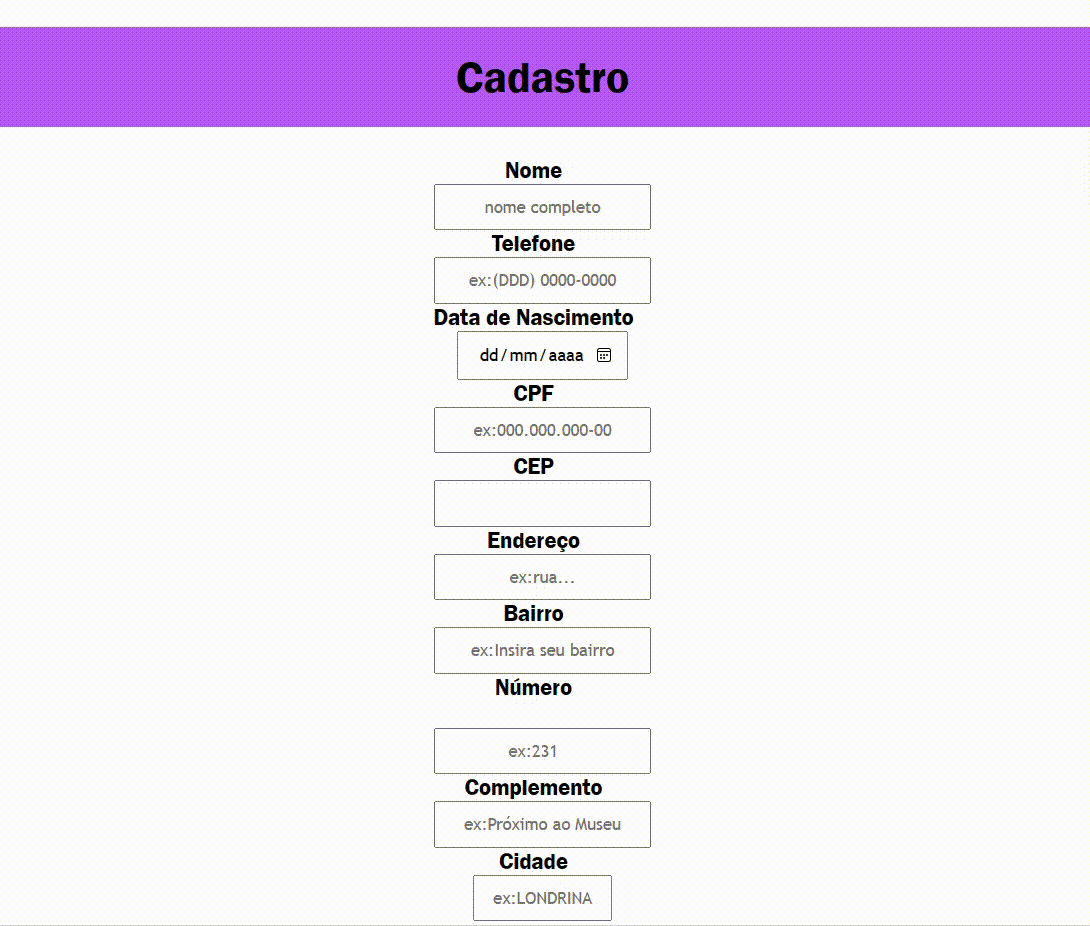 Cadastro
Nome
nome completo
Telefone
ex:(DDD) 0000-0000
Data de Nascimento
dd/mm/aaaa
CPF
ex:000.000.000-00
CEP
Endereço
ex:rua...
Bairro
ex:Insira seu bairro
Número
ex:231
Complemento
ex:Próximo ao Museu
Cidade
ex:LONDRINA